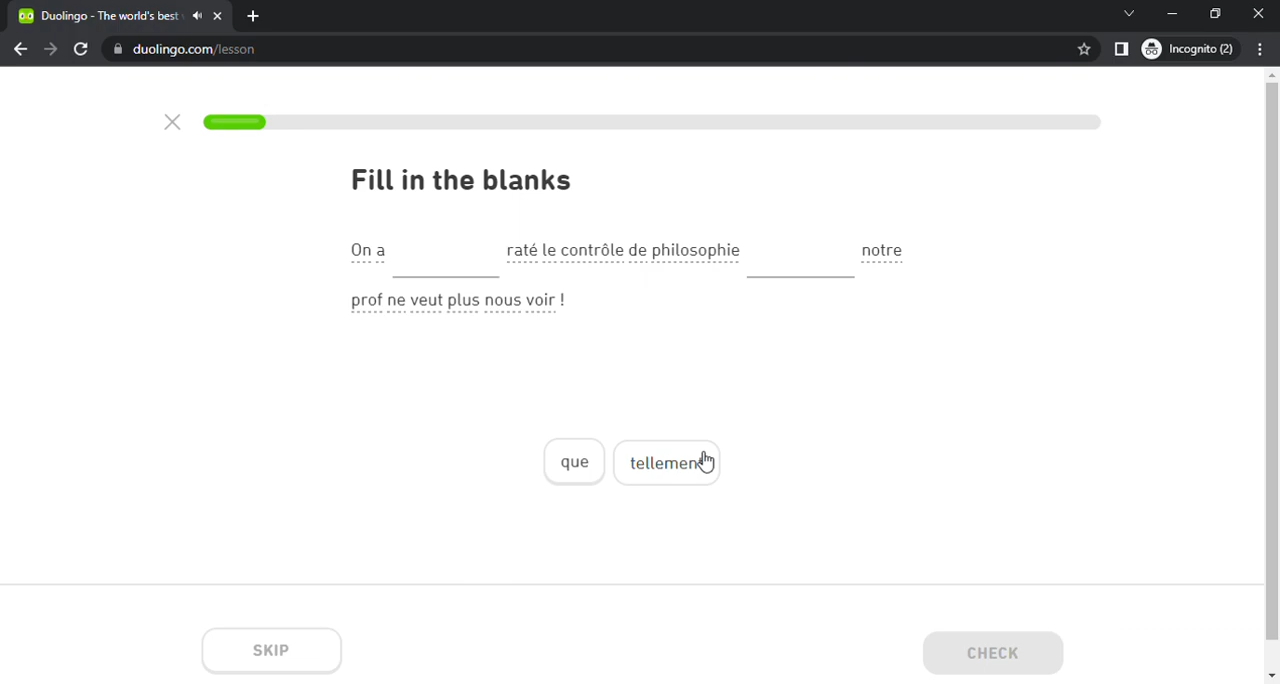 Duolingo - The world's best
duolingo.com/lesson
Incognito (2)
Fill in the blanks
On a raté le contrôle de philosophie notre
prof ne veut plus nous voir !
que tellement
SKIP CHECK